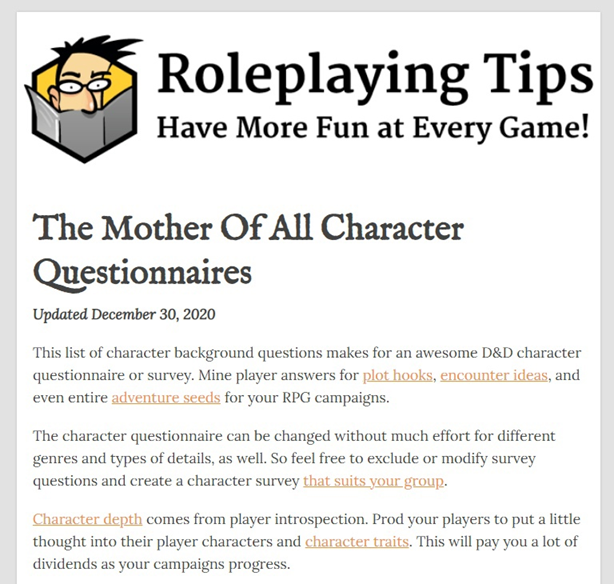 Roleplaying Tips
Have More Fun at Every Game!
The Mother Of All Character
Questionnaires
Updated December 30, 2020
This list of character background questions makes for an awesome D&D character
questionnaire or survey. Mine player answers for plot hooks, encounter ideas, and
even entire adventure seeds for your RPG campaigns.
The character questionnaire can be changed without much effort for different
genres and types of details, as well. So feel free to exclude or modify survey
questions and create a character survey that suits your group.
Character depth comes from player introspection. Prod your players to put a little
thought into their player characters and character traits. This will pay you a lot of
dividends as your campaigns progress.